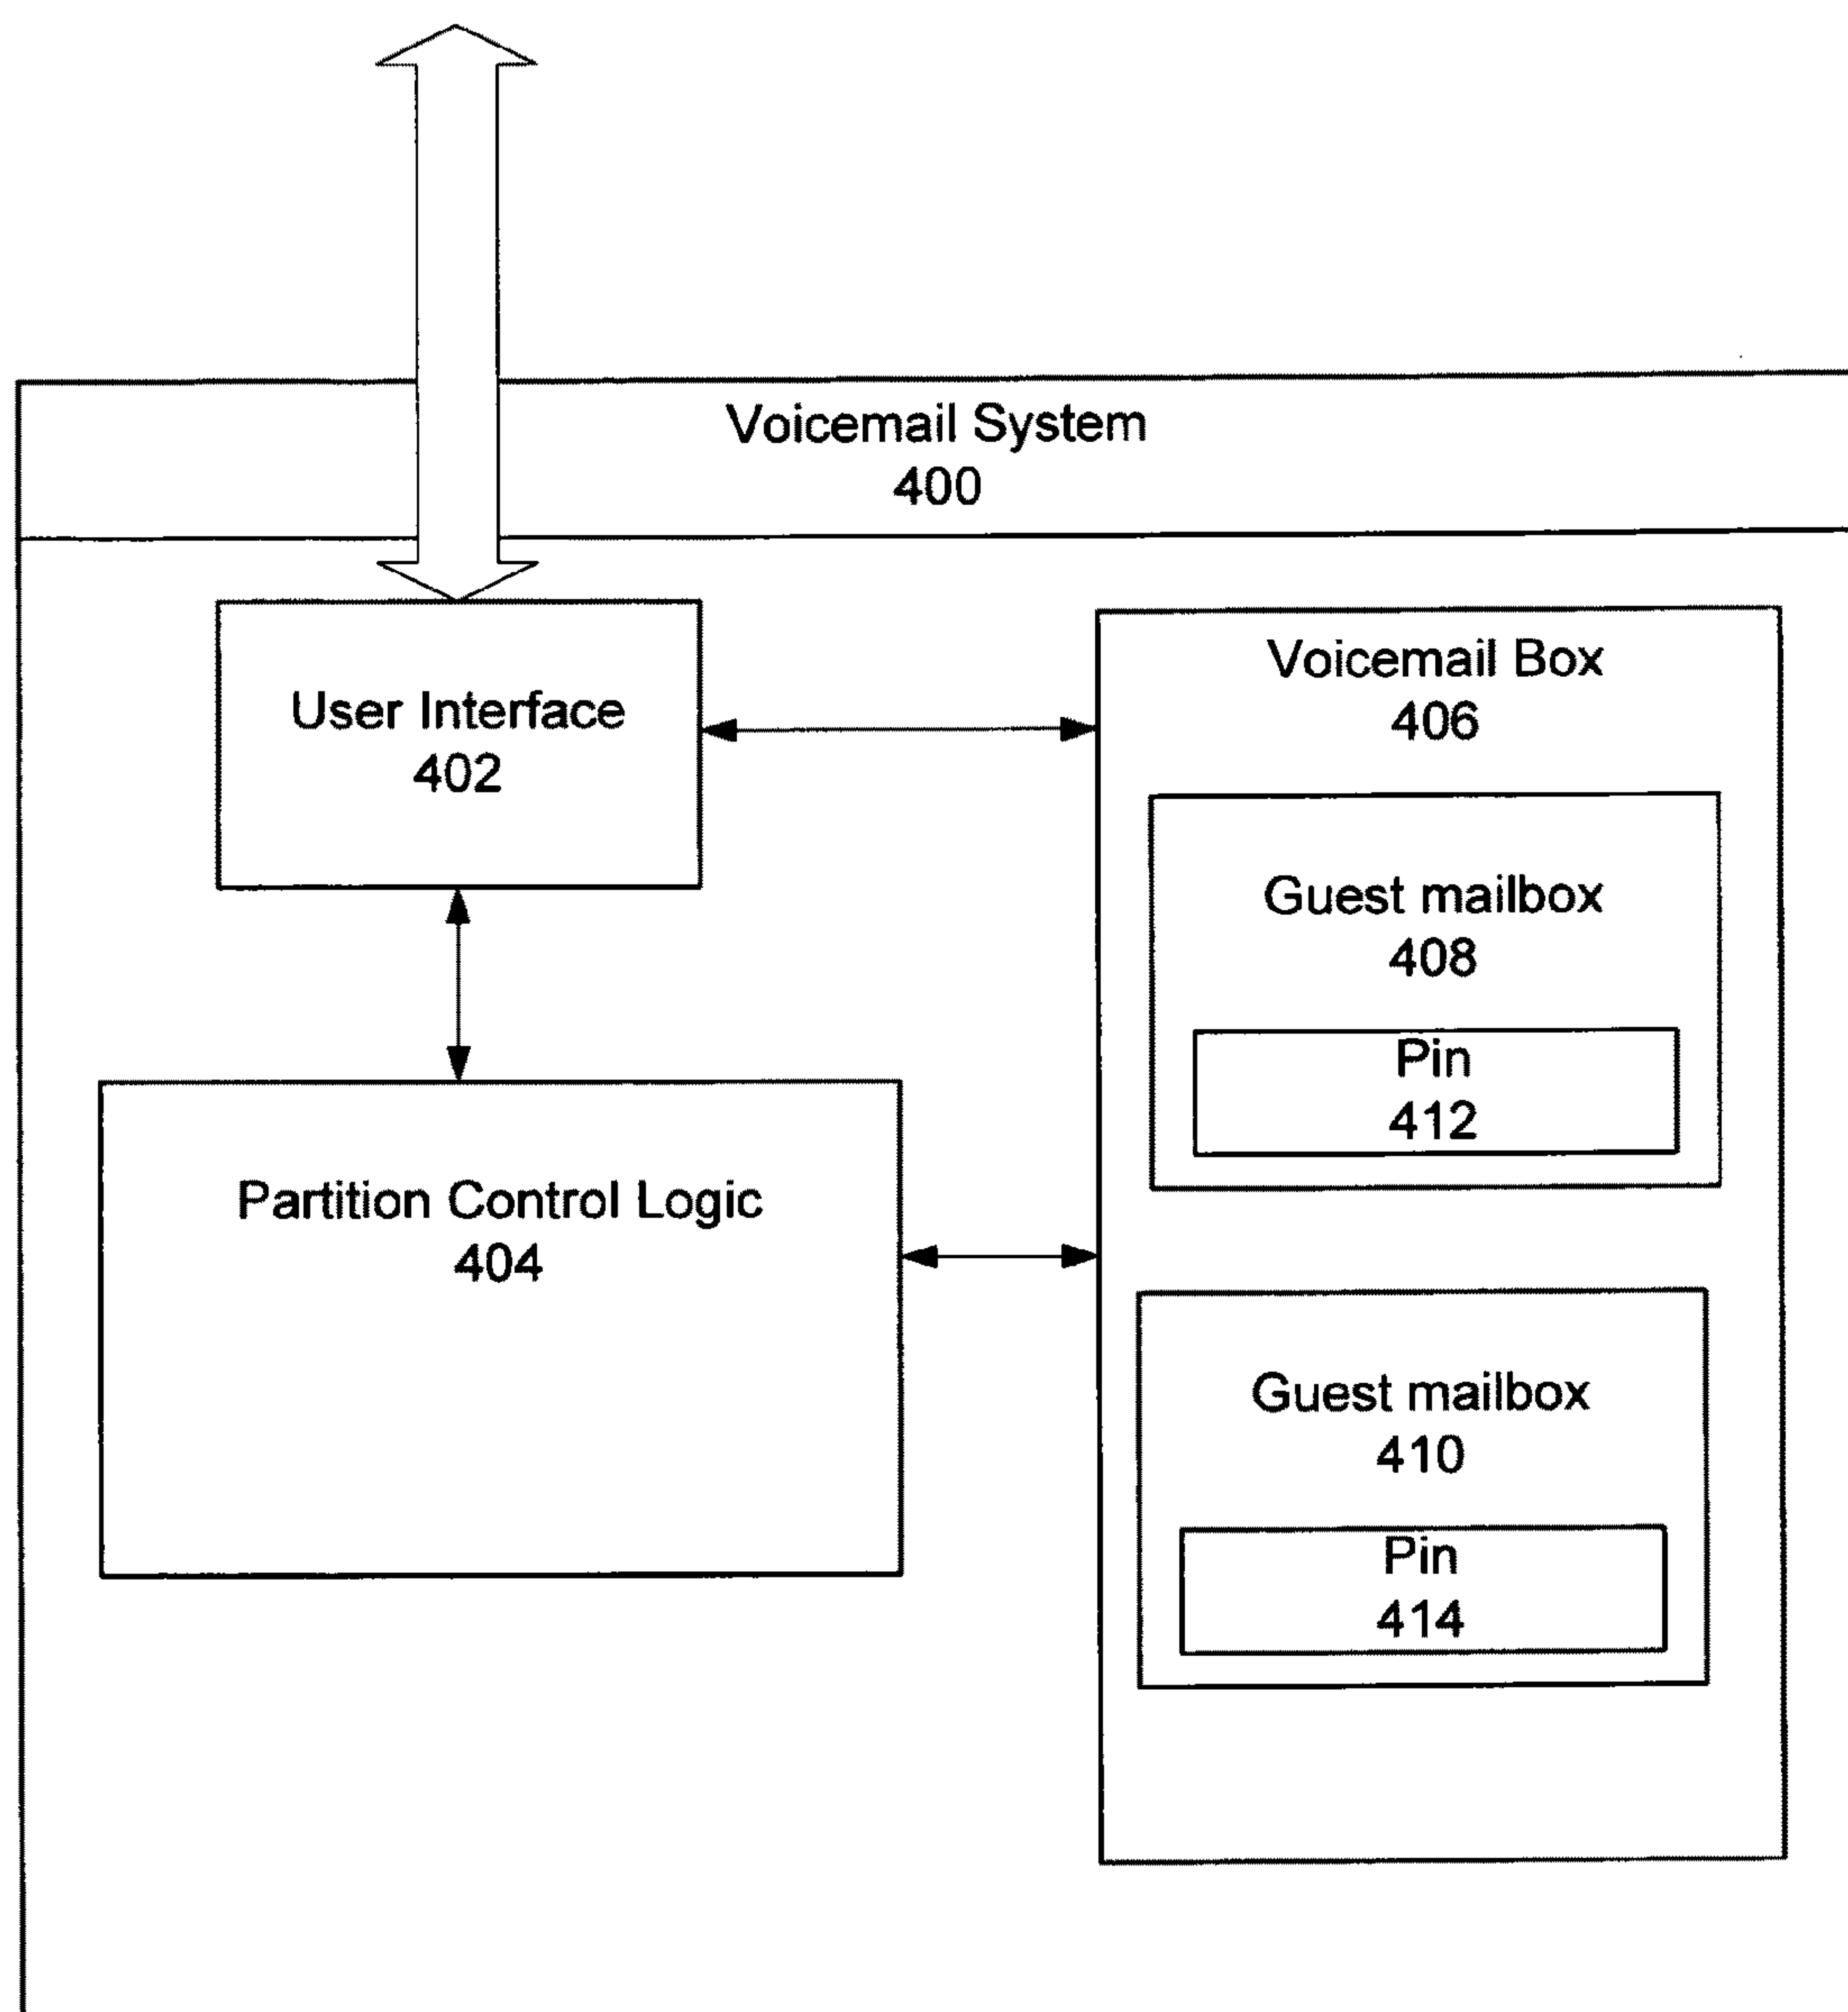 Voicemail System
400
User Interface
402
Voicemail Box
406
Guest mailbox
408
Pin
412
Partition Control Logic
404
Guest mailbox
410
Pin
414